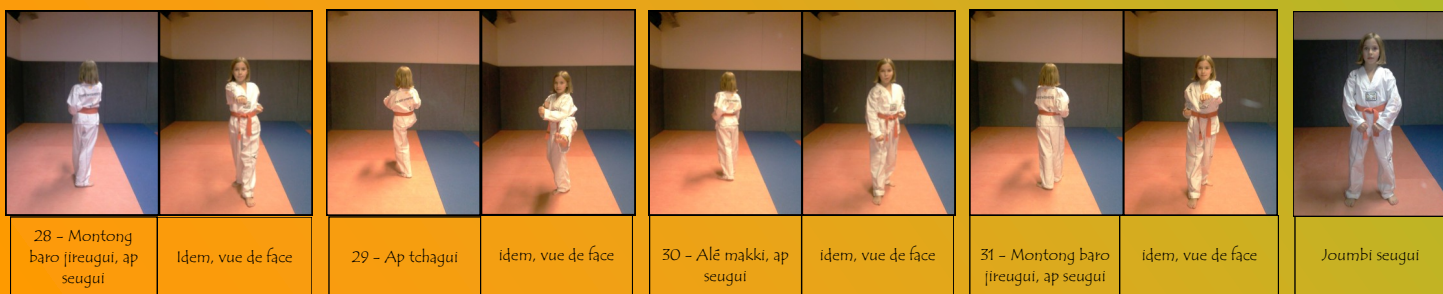 28 - Montong
baro jireugui, ap
seugui
Idem, vue de face
29 - Ap tchagui
idem, vue de face
30 - Alé makki, ap
seugui
idem, vue de face
31 - Montong baro
jireugui, ap seugui
idem, vue de face
Joumbi seugui